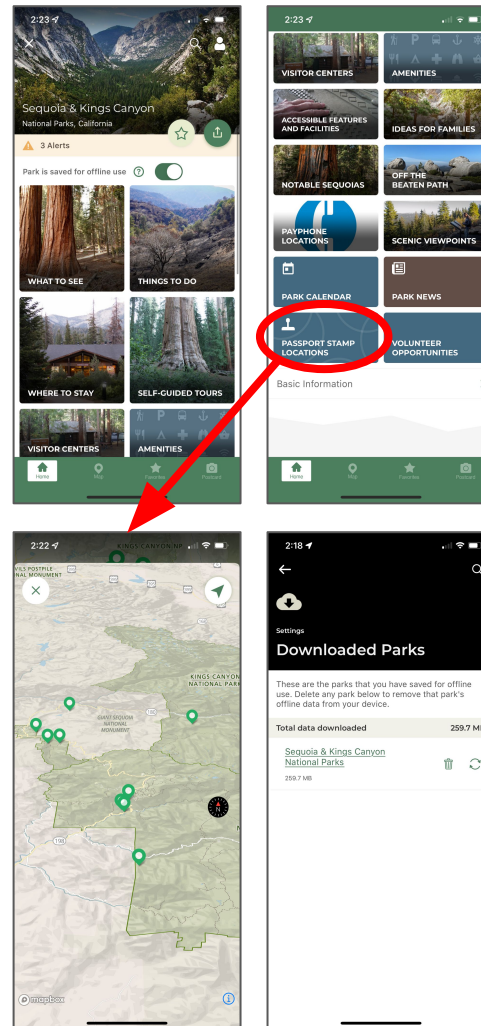 2:23
Sequoia & Kings Canyon
National Parks, California
3 Alerts
Park is saved for offline use
WHAT TO SEE
THINGS TO DO
WHERE TO STAY
SELF-GUIDED TOURS
VISITOR CENTERS
AMENITIES
Home
Map
Favorites
Postcard
2:23
VISITOR CENTERS
AMENITIES
ACCESSIBLE FEATURES
AND FACILITIES
IDEAS FOR FAMILIES
NOTABLE SEQUOIAS
OFF THE
BEATEN PATH
PAYPHONE
LOCATIONS
SCENIC VIEWPOINTS
PARK CALENDAR
PARK NEWS
PASSPORT STAMP
LOCATIONS
VOLUNTEER
OPPORTUNITIES
Basic Information
Home
Map
Favorites
Postcard
2:22
KINGS CANYON NP
NAL MONUMENT
KINGS CANYON
NATIONAL PARK
GIANT SEQUOIA
NATIONAL
MONUMENT
180
198
N
mapbox
2:18
Settings
Downloaded Parks
These are the parks that you have saved for offline
use. Delete any park below to remove that park's
offline data from your device.
Total data downloaded
259.7 M
Sequoia & Kings Canyon
National Parks
259.7 MB